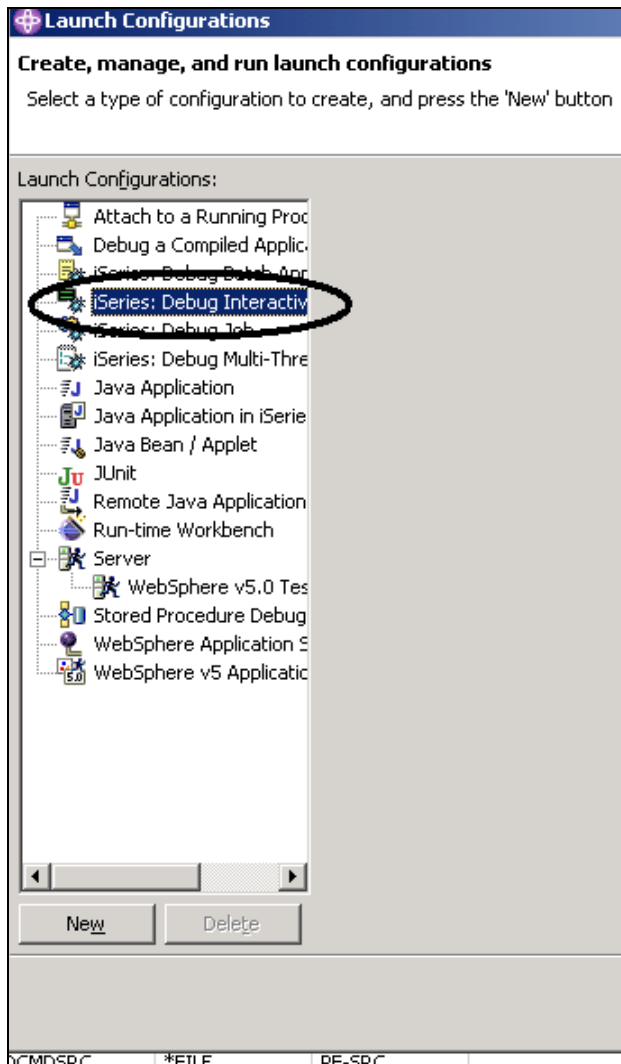 Launch Configurations
Create, manage, and run launch configurations
Select a type of configuration to create, and press the 'New' button
Launch Configurations:
Attach to a Running Proc
Debug a Compiled Applic
iSeries: Debug Batch App
iSeries: Debug Interactiv
iSeries: Debug Job
iSeries: Debug Multi-Thre
Java Application
Java Application in iSerie
Java Bean / Applet
JUnit
Remote Java Application
Run-time Workbench
Server
WebSphere v5.0 Tes
Stored Procedure Debug
WebSphere Application S
WebSphere v5 Applicatic
New Delete
*FILE PF-SRC